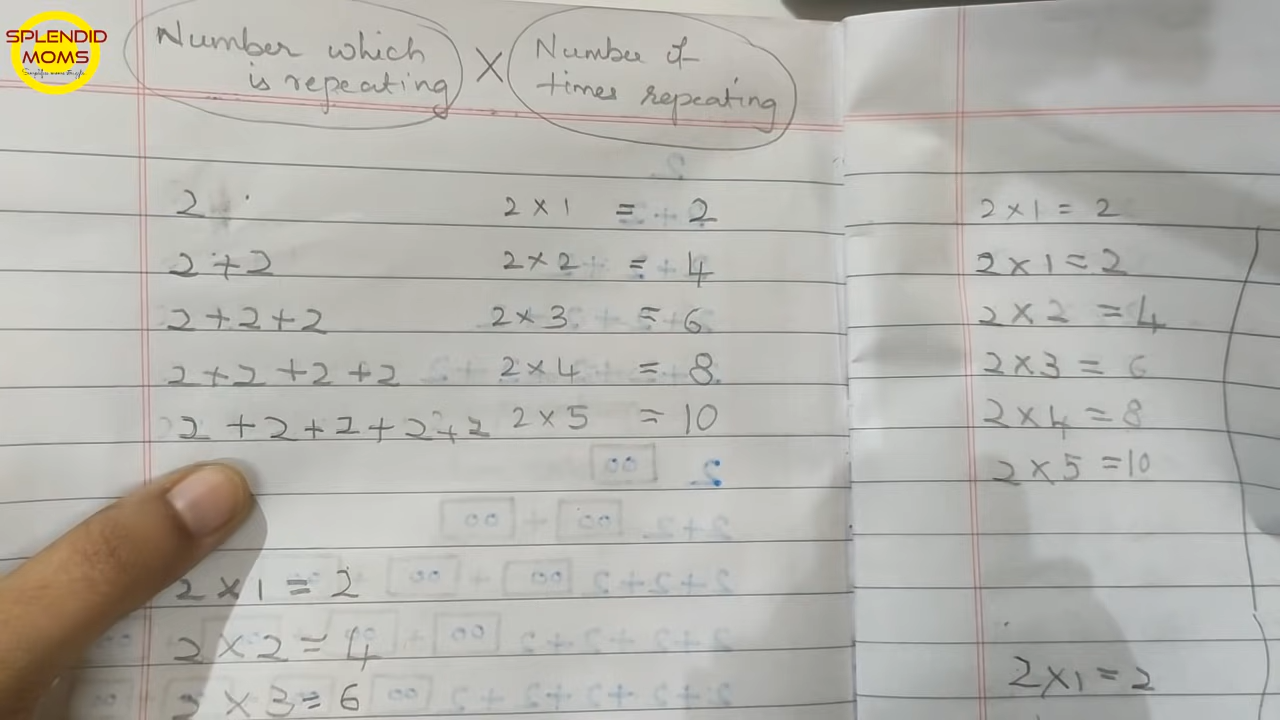 SPLENDID
MOMS
Number which
is repeating
×
Number of
times repeating
2 2 × 1 = 2
2 + 2 2 × 2 = 4
2 + 2 + 2 2 × 3 = 6
2 + 2 + 2 + 2 2 × 4 = 8
2 + 2 + 2 + 2 + 2 2 × 5 = 10
2 × 1 = 2
2 × 2 = 4
2 × 3 = 6
2 × 1 = 2
2 × 1 = 2
2 × 2 = 4
2 × 3 = 6
2 × 4 = 8
2 × 5 = 10
2 × 1 = 2